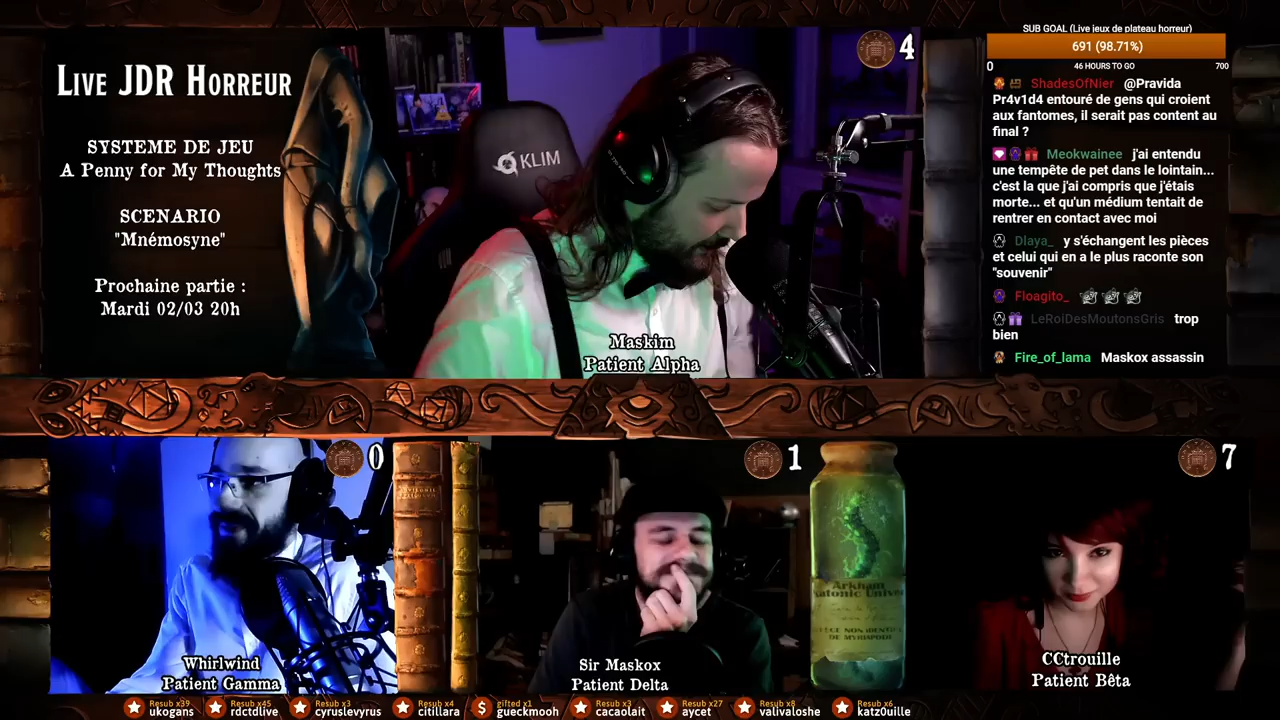 Live JDR Horreur
SYSTEME DE JEU
A Penny for My Thoughts
SCENARIO
"Mnémosyne"
Prochaine partie :
Mardi 02/03 20h
KLIM
4
Maskim
Patient Alpha
SUB GOAL (Live jeux de plateau horreur)
691 (98.71%)
0
46 HOURS TO GO
700
ShadesOfNier @Pravida
Pr4v1d4 entouré de gens qui croient
aux fantomes, il serait pas content au
final ?
Meokwainee j'ai entendu
une tempête de pet dans le lointain...
c'est la que j'ai compris que j'étais
morte... et qu'un médium tentait de
rentrer en contact avec moi
Dlaya_ y s'échangent les pièces
et celui qui en a le plus raconte son
"souvenir"
Floagito_
LeRoiDesMoutonsGris trop
bien
Fire_of_lama Maskox assassin
0
Whirlwind
Patient Gamma
1
Sir Maskox
Patient Delta
Arkham
7
CCtrouille
Patient Bêta
Resub x39
ukogans
Resub x45
rdctdlive
Resub x3
cyruslevyrus
Resub x4
citillara
gifted x1
gueckmooh
Resub x3
cacaolait
Resub x27
aycet
Resub x8
valivaloshe
Resub x6
katz0uille